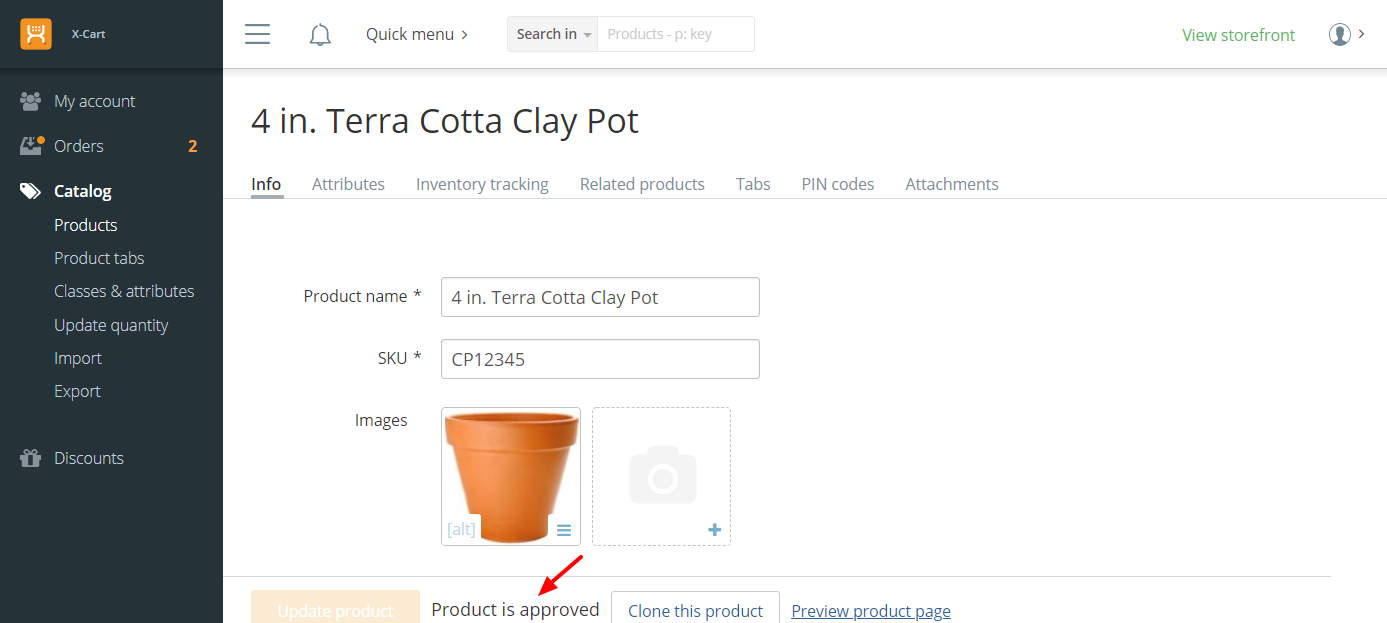 X-Cart
Quick menu
Search in
Products - p: key
View storefront
My account
Orders 2
Catalog
Products
Product tabs
Classes & attributes
Update quantity
Import
Export
Discounts
4 in. Terra Cotta Clay Pot
Info Attributes Inventory tracking Related products Tabs PIN codes Attachments
Product name * 4 in. Terra Cotta Clay Pot
SKU * CP12345
Images
[alt]
Update product Product is approved Clone this product Preview product page